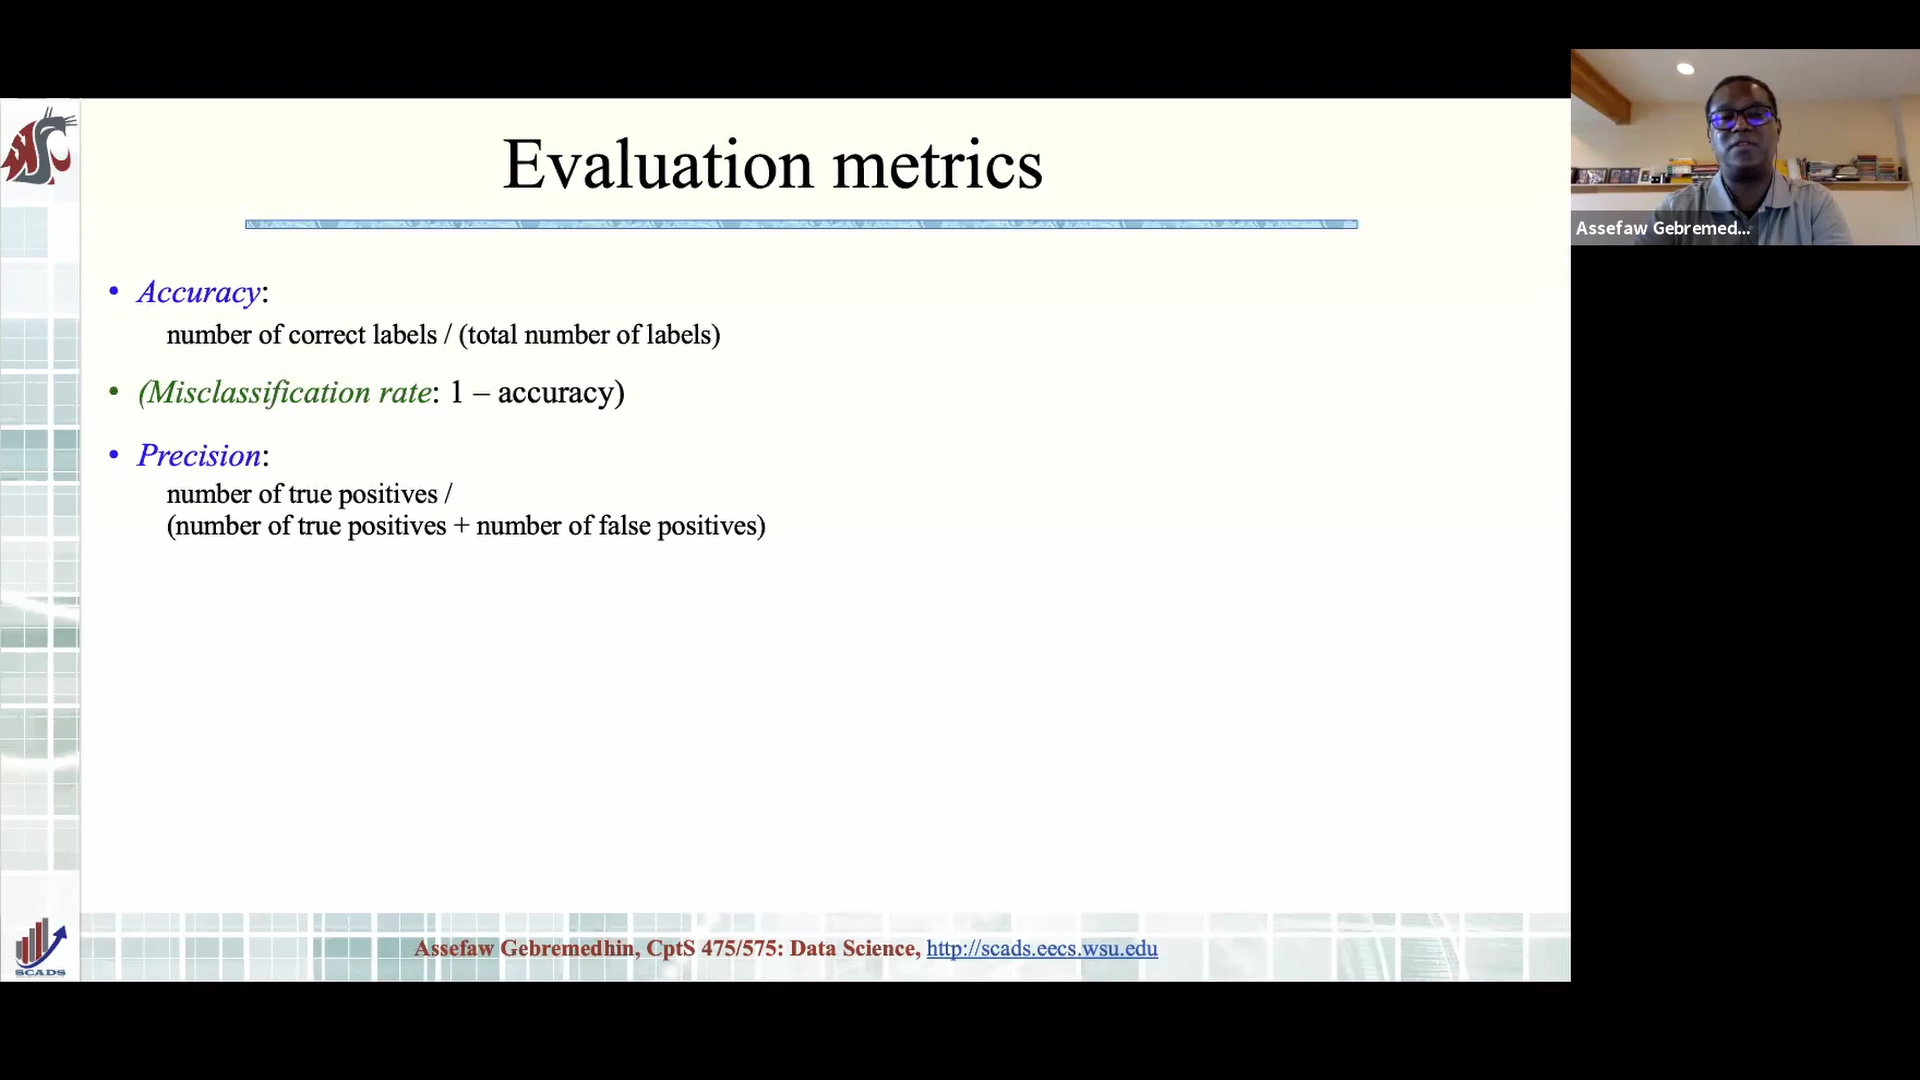 Evaluation metrics
• Accuracy:
number of correct labels / (total number of labels)
• (Misclassification rate: 1 – accuracy)
• Precision:
number of true positives /
(number of true positives + number of false positives)
Assefaw Gebremedhin, CptS 475/575: Data Science, http://scads.eecs.wsu.edu
SCADS
Assefaw Gebremed...